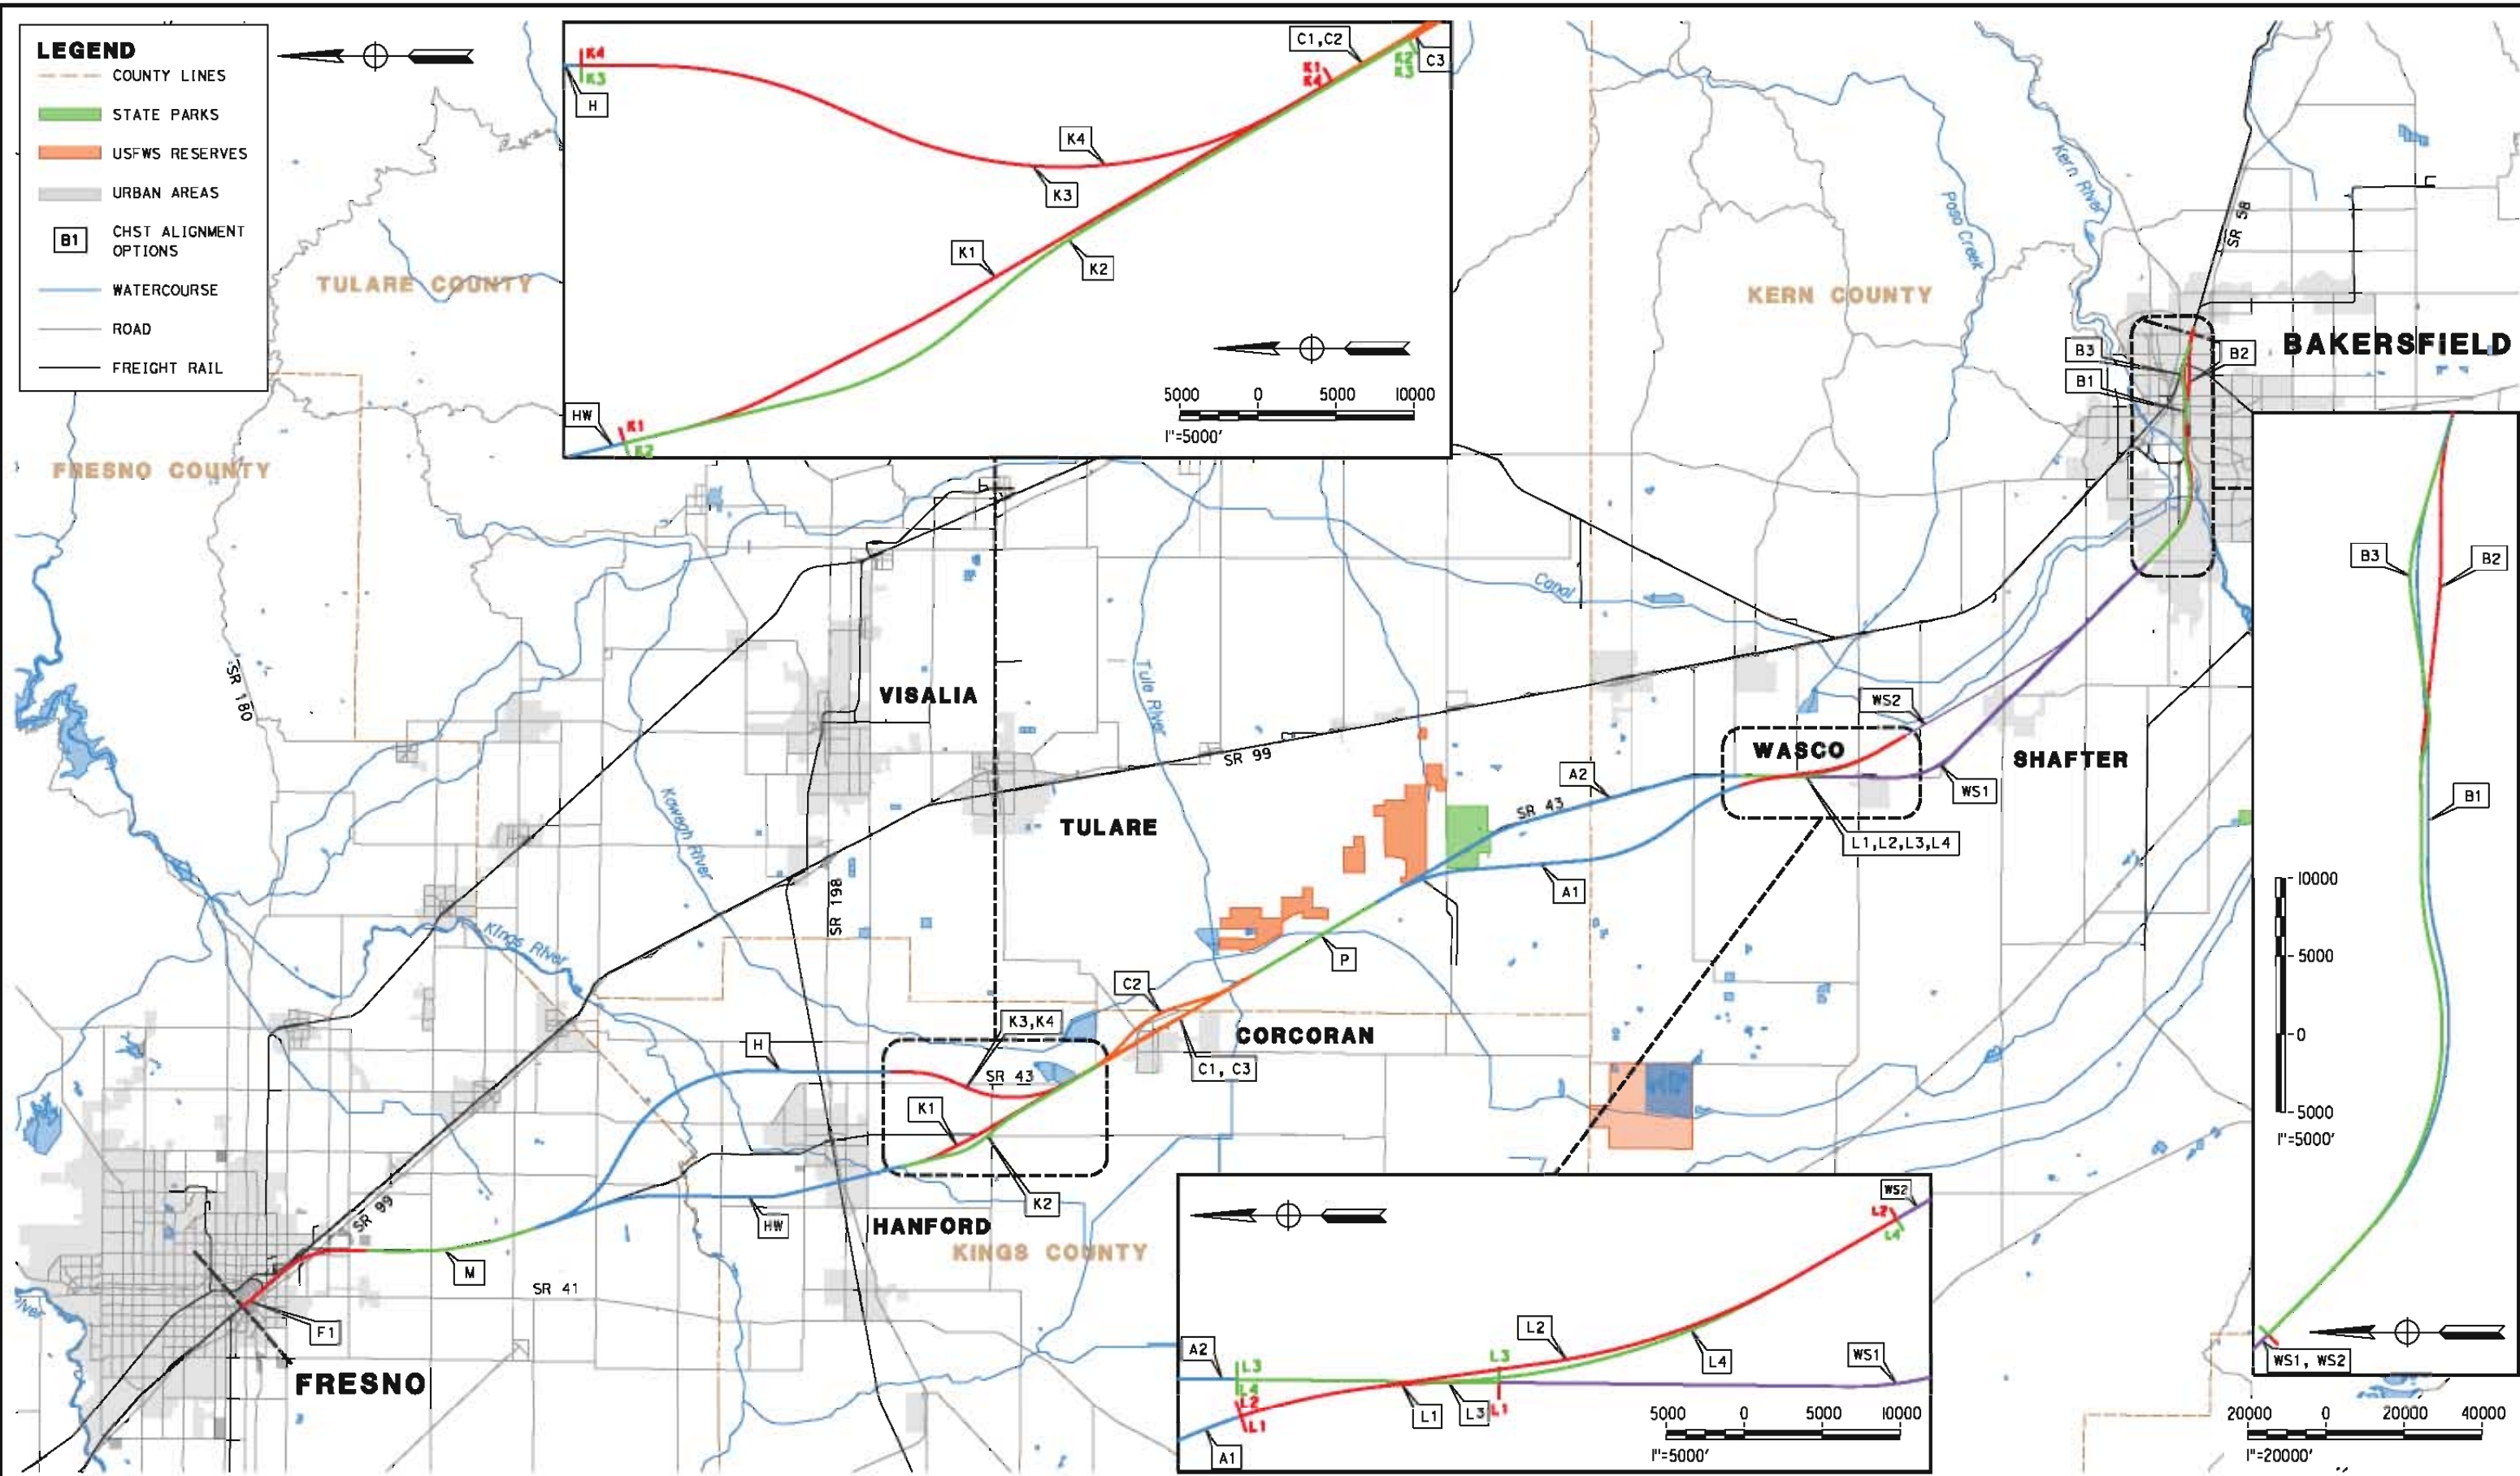 LEGEND
COUNTY LINES
STATE PARKS
USFWS RESERVES
URBAN AREAS
B1
CHST ALIGNMENT
OPTIONS
WATERCOURSE
ROAD
FREIGHT RAIL
K4
K3
H
C1,C2
K1
K4
K2
K3
C3
K4
K3
K1
K2
HW
K1
K2
5000 0 5000 10000
1"=5000'
TULARE COUNTY
FRESNO COUNTY
KERN COUNTY
KINGS COUNTY
Kern River
Poso Creek
SR 58
BAKERSFIELD
B3
B2
B1
Canal
SR 180
VISALIA
Tule River
Kaweah River
SR 99
TULARE
SR 198
Kings River
WS2
WASCO
SHAFTER
WS1
A2
SR 43
L1,L2,L3,L4
A1
P
C2
CORCORAN
C1, C3
K3,K4
H
SR 43
K1
K2
HW
HANFORD
SR 99
M
SR 41
F1
FRESNO
B3
B2
B1
10000
5000
0
5000
1"=5000'
WS1, WS2
WS2
L2
L4
L2
L3
L4
WS1
A2
L3
L4
L2
L1
L1
L3
L1
A1
5000 0 5000 10000
1"=5000'
20000 0 20000 40000
1"=20000'